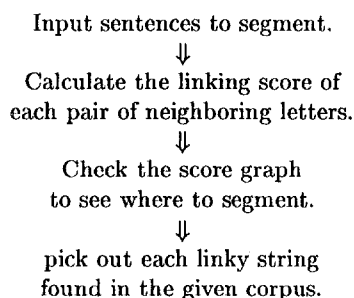 Input sentences to segment.
⇓
Calculate the linking score of
each pair of neighboring letters.
⇓
Check the score graph
to see where to segment.
⇓
pick out each linky string
found in the given corpus.